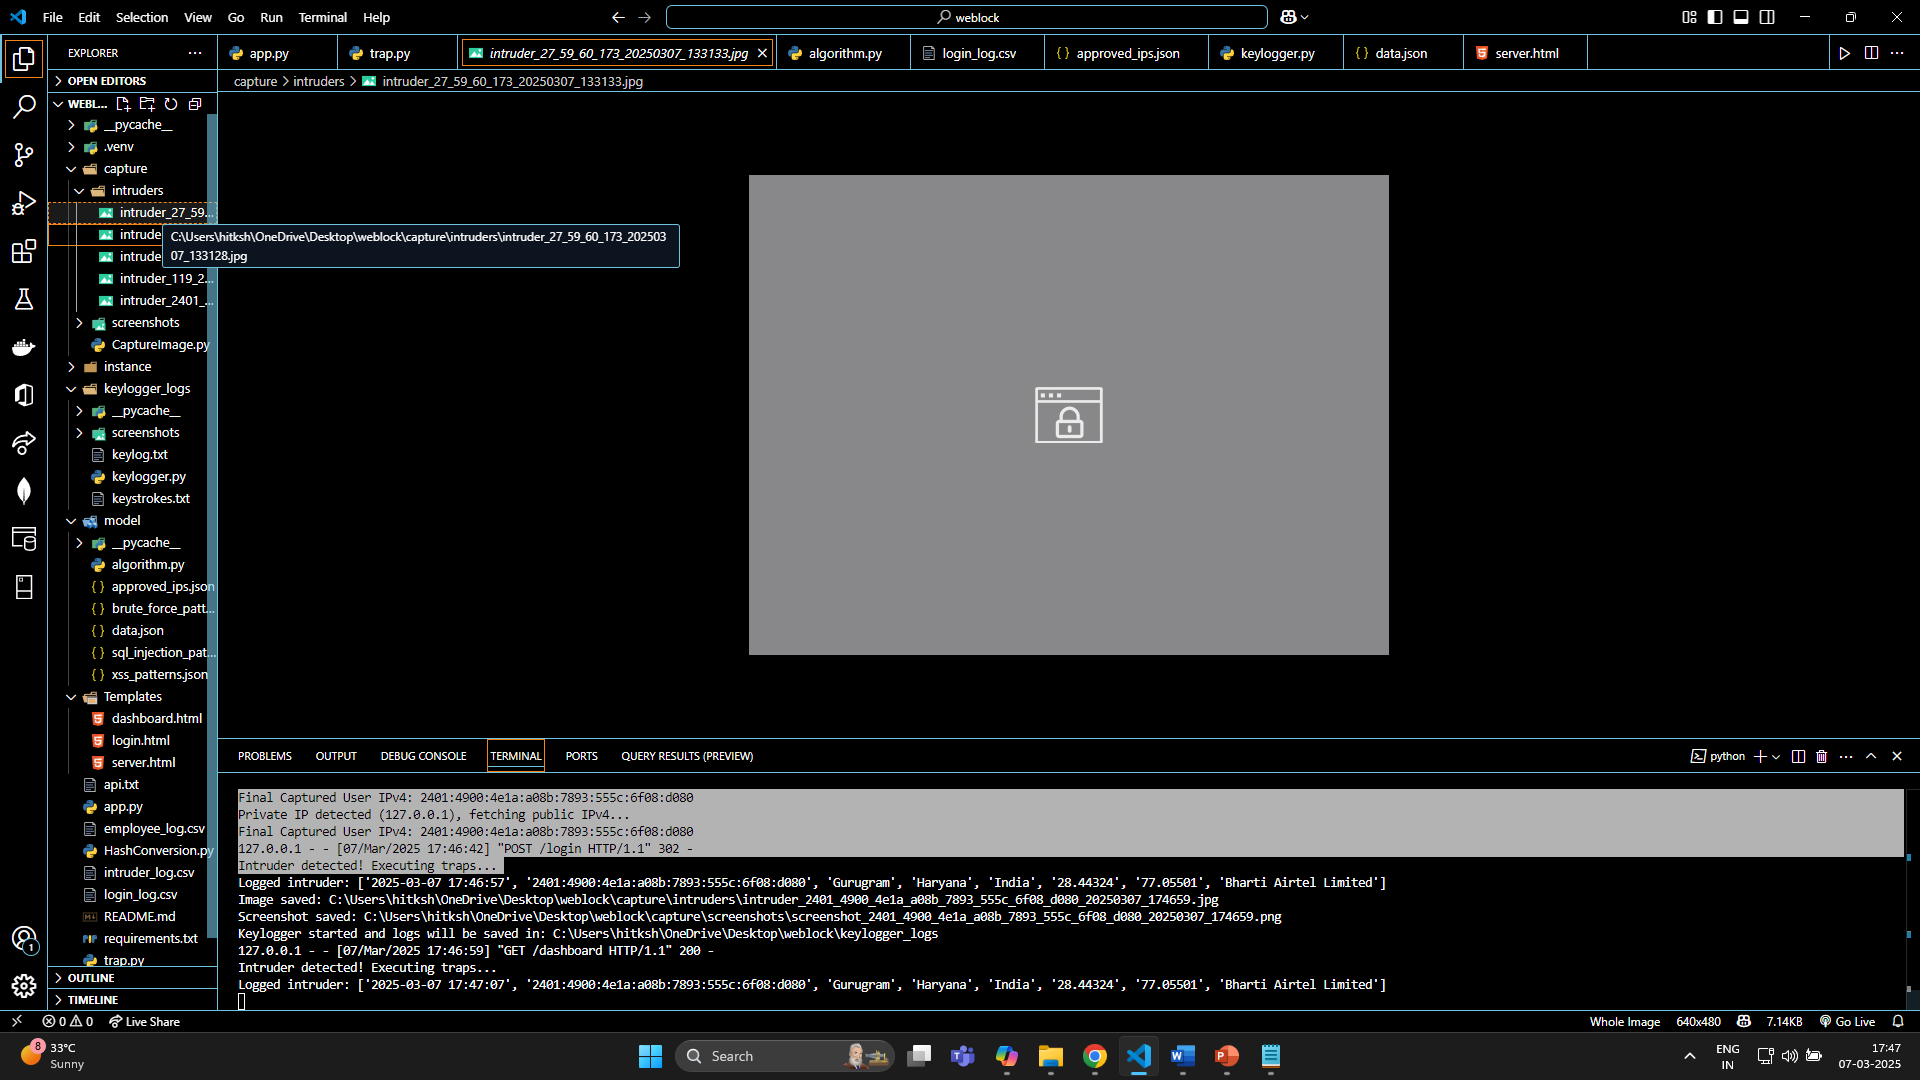 File Edit Selection View Go Run Terminal Help
weblock
EXPLORER
app.py
trap.py
intruder_27_59_60_173_20250307_133133.jpg
algorithm.py
login_log.csv
approved_ips.json
keylogger.py
data.json
server.html
OPEN EDITORS
capture > intruders > intruder_27_59_60_173_20250307_133133.jpg
WEBL...
__pycache__
.venv
capture
intruders
intruder_27_59...
intrude
C:\Users\hitksh\OneDrive\Desktop\weblock\capture\intruders\intruder_27_59_60_173_202503
07_133128.jpg
intrude
intruder_119_2...
intruder_2401_...
screenshots
CaptureImage.py
instance
keylogger_logs
__pycache__
screenshots
keylog.txt
keylogger.py
keystrokes.txt
model
__pycache__
algorithm.py
approved_ips.json
brute_force_patt...
data.json
sql_injection_pat...
xss_patterns.json
Templates
dashboard.html
login.html
server.html
api.txt
app.py
employee_log.csv
HashConversion.py
intruder_log.csv
login_log.csv
README.md
requirements.txt
trap.py
OUTLINE
TIMELINE
PROBLEMS OUTPUT DEBUG CONSOLE TERMINAL PORTS QUERY RESULTS (PREVIEW)
python
Final Captured User IPv4: 2401:4900:4e1a:a08b:7893:555c:6f08:d080
Private IP detected (127.0.0.1), fetching public IPv4...
Final Captured User IPv4: 2401:4900:4e1a:a08b:7893:555c:6f08:d080
127.0.0.1 - - [07/Mar/2025 17:46:42] "POST /login HTTP/1.1" 302 -
Intruder detected! Executing traps...
Logged intruder: ['2025-03-07 17:46:57', '2401:4900:4e1a:a08b:7893:555c:6f08:d080', 'Gurugram', 'Haryana', 'India', '28.44324', '77.05501', 'Bharti Airtel Limited']
Image saved: C:\Users\hitksh\OneDrive\Desktop\weblock\capture\intruders\intruder_2401_4900_4e1a_a08b_7893_555c_6f08_d080_20250307_174659.jpg
Screenshot saved: C:\Users\hitksh\OneDrive\Desktop\weblock\capture\screenshots\screenshot_2401_4900_4e1a_a08b_7893_555c_6f08_d080_20250307_174659.png
Keylogger started and logs will be saved in: C:\Users\hitksh\OneDrive\Desktop\weblock\keylogger_logs
127.0.0.1 - - [07/Mar/2025 17:46:59] "GET /dashboard HTTP/1.1" 200 -
Intruder detected! Executing traps...
Logged intruder: ['2025-03-07 17:47:07', '2401:4900:4e1a:a08b:7893:555c:6f08:d080', 'Gurugram', 'Haryana', 'India', '28.44324', '77.05501', 'Bharti Airtel Limited']
1
0 0 Live Share
Whole Image 640x480 7.14KB Go Live
8
33°C
Sunny
Search
ENG
IN
17:47
07-03-2025